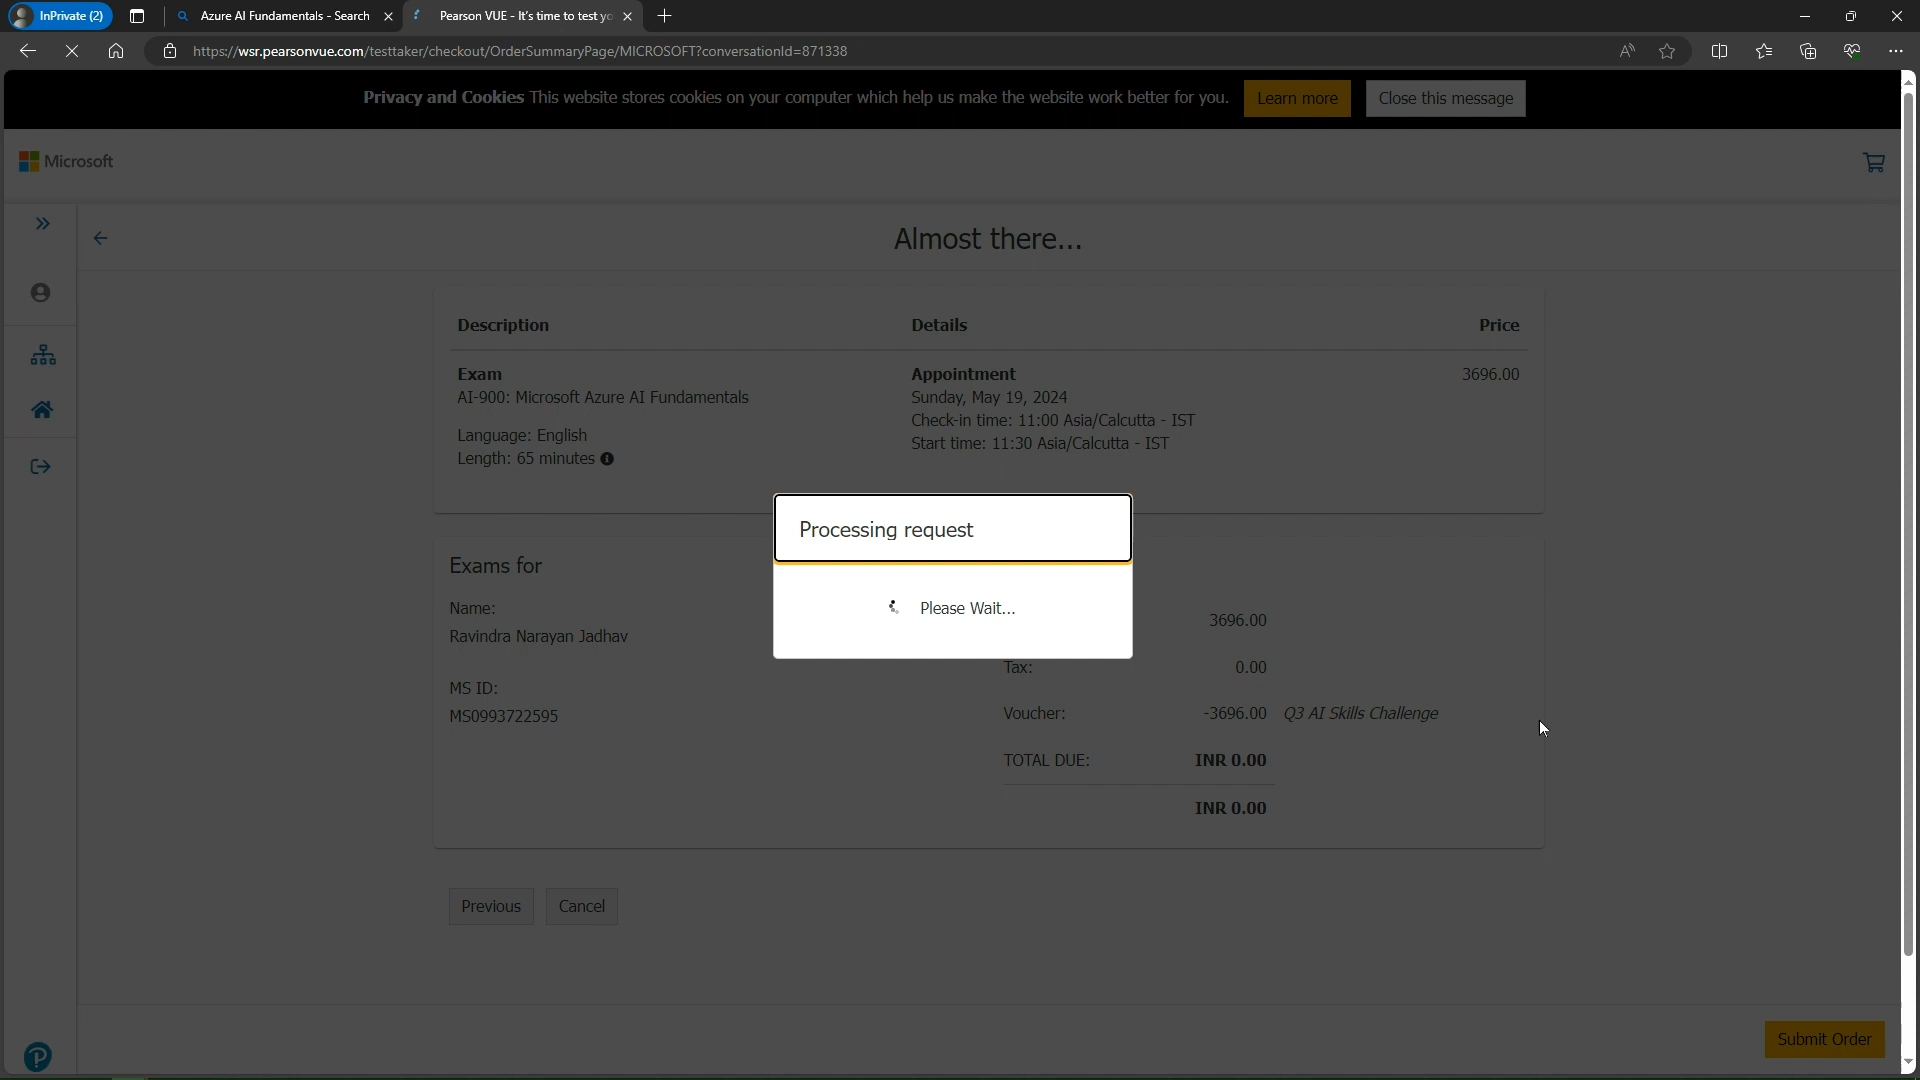 InPrivate (2)
Azure AI Fundamentals - Search
Pearson VUE - It's time to test yo
https://wsr.pearsonvue.com/testtaker/checkout/OrderSummaryPage/MICROSOFT?conversationId=871338
Privacy and Cookies This website stores cookies on your computer which help us make the website work better for you.
Learn more
Close this message
Microsoft
Almost there...
Description Details Price
Exam Appointment 3696.00
AI-900: Microsoft Azure AI Fundamentals Sunday, May 19, 2024
Check-in time: 11:00 Asia/Calcutta - IST
Language: English Start time: 11:30 Asia/Calcutta - IST
Length: 65 minutes
Processing request
Please Wait...
Exams for
Name:
Ravindra Narayan Jadhav
MS ID:
MS0993722595
3696.00
Tax: 0.00
Voucher: -3696.00 Q3 AI Skills Challenge
TOTAL DUE: INR 0.00
INR 0.00
Previous
Cancel
Submit Order